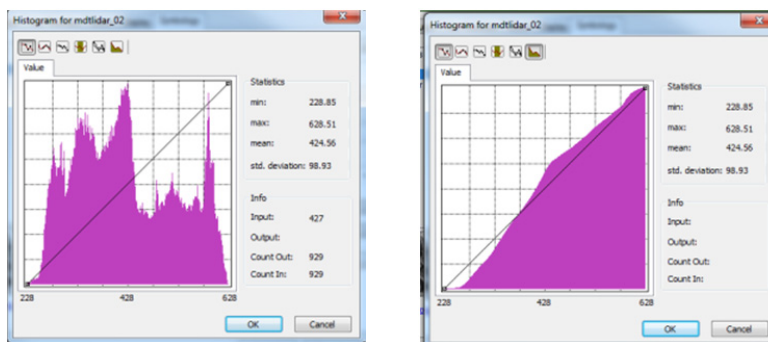 Histogram for mdtlidar_02
Value
Statistics
min: 228.85
max: 628.51
mean: 424.56
std. deviation: 98.93
Info
Input: 427
Output:
Count Out: 929
Count In: 929
228 428 628
OK Cancel
Histogram for mdtlidar_02
Value
Statistics
min: 228.85
max: 628.51
mean: 424.56
std. deviation: 98.93
Info
Input:
Output:
Count Out:
Count In:
228 428 628
OK Cancel